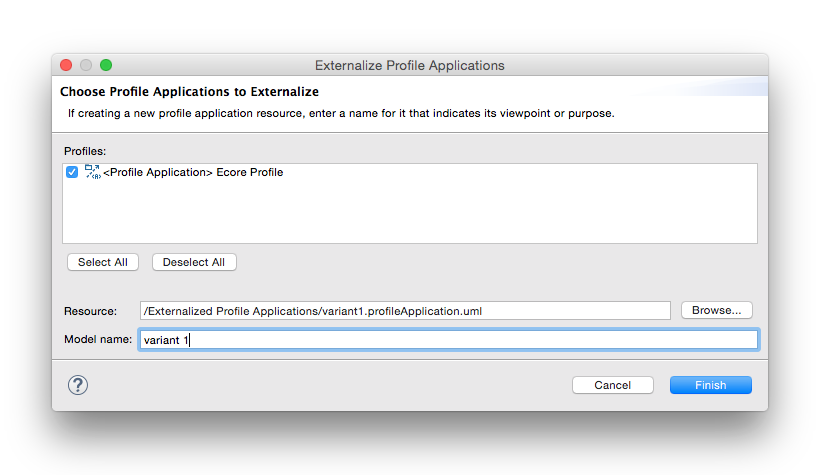 Externalize Profile Applications
Choose Profile Applications to Externalize
If creating a new profile application resource, enter a name for it that indicates its viewpoint or purpose.
Profiles:
<Profile Application> Ecore Profile
Select All
Deselect All
Resource: /Externalized Profile Applications/variant1.profileApplication.uml Browse...
Model name: variant 1
? Cancel Finish